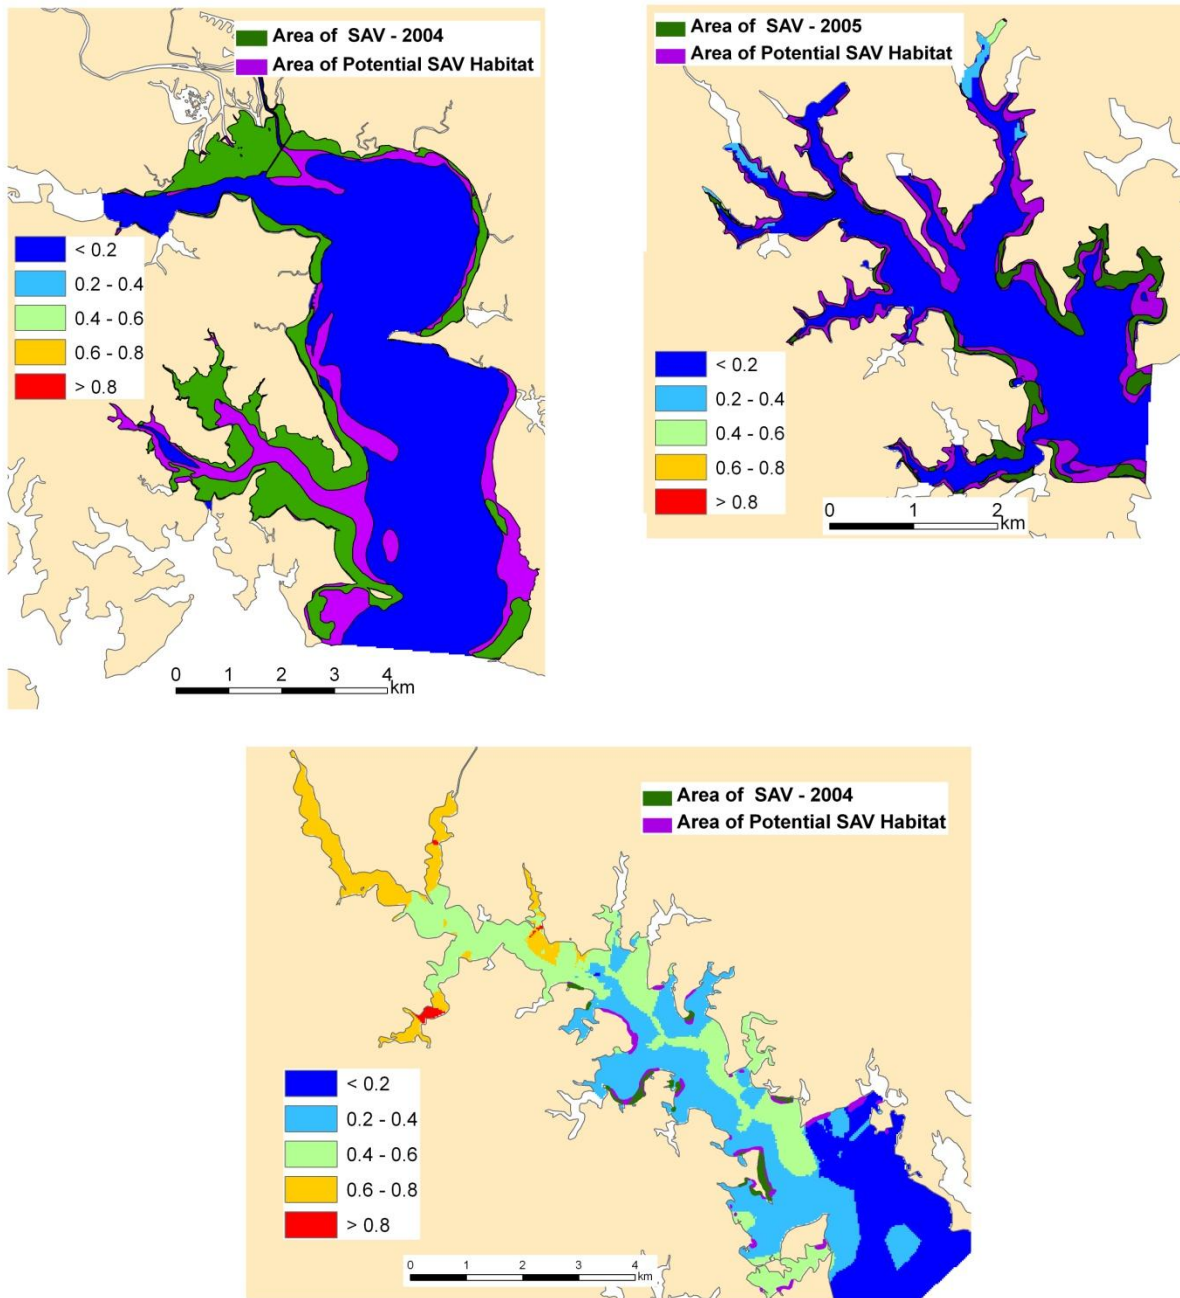 Area of SAV - 2004
Area of Potential SAV Habitat
< 0.2
0.2 - 0.4
0.4 - 0.6
0.6 - 0.8
> 0.8
0 1 2 3 4
km
Area of SAV - 2005
Area of Potential SAV Habitat
< 0.2
0.2 - 0.4
0.4 - 0.6
0.6 - 0.8
> 0.8
0 1 2
km
Area of SAV - 2004
Area of Potential SAV Habitat
< 0.2
0.2 - 0.4
0.4 - 0.6
0.6 - 0.8
> 0.8
0 1 2 3 4
km